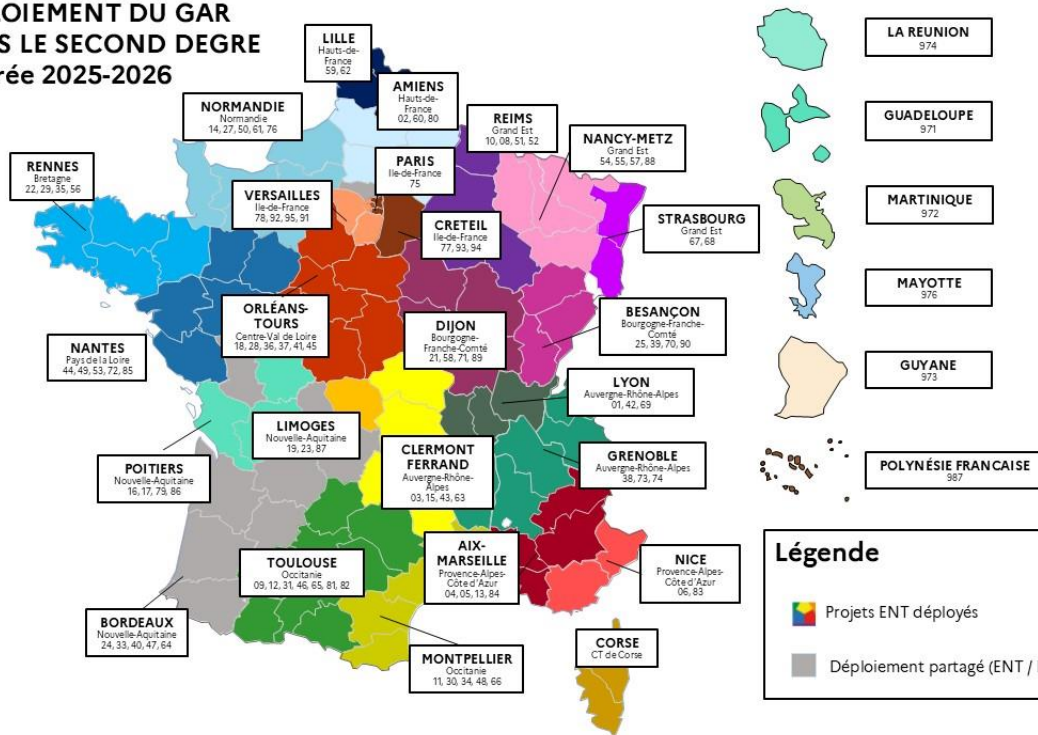 LOIEMENT DU GAR
S LE SECOND DEGRE
rée 2025-2026
LILLE
Hauts-de-
France
59, 62
AMIENS
Hauts-de-
France
02, 60, 80
NORMANDIE
Normandie
14, 27, 50, 61, 76
REIMS
Grand Est
10, 08, 51, 52
NANCY-METZ
Grand Est
54, 55, 57, 88
RENNES
Bretagne
22, 29, 35, 56
PARIS
Ile-de-France
75
VERSAILLES
Ile-de-France
78, 92, 95, 91
CRETEIL
Ile-de-France
77, 93, 94
STRASBOURG
Grand Est
67, 68
ORLÉANS-
TOURS
Centre-Val de Loire
18, 28, 36, 37, 41, 45
DIJON
Bourgogne-
Franche-Comté
21, 58, 71, 89
BESANÇON
Bourgogne-Franche-
Comté
25, 39, 70, 90
NANTES
Pays de la Loire
44, 49, 53, 72, 85
LYON
Auvergne-Rhône-Alpes
01, 42, 69
LIMOGES
Nouvelle-Aquitaine
19, 23, 87
CLERMONT
FERRAND
Auvergne-Rhône-
Alpes
03, 15, 43, 63
GRENOBLE
Auvergne-Rhône-Alpes
38, 73, 74
POITIERS
Nouvelle-Aquitaine
16, 17, 79, 86
TOULOUSE
Occitanie
09, 12, 31, 46, 65, 81, 82
AIX-
MARSEILLE
Provence-Alpes-
Côte d'Azur
04, 05, 13, 84
NICE
Provence-Alpes-
Côte d'Azur
06, 83
BORDEAUX
Nouvelle-Aquitaine
24, 33, 40, 47, 64
MONTPELLIER
Occitanie
11, 30, 34, 48, 66
CORSE
CT de Corse
LA REUNION
974
GUADELOUPE
971
MARTINIQUE
972
MAYOTTE
976
GUYANE
973
POLYNÉSIE FRANCAISE
987
Légende
Projets ENT déployés
Déploiement partagé (ENT /